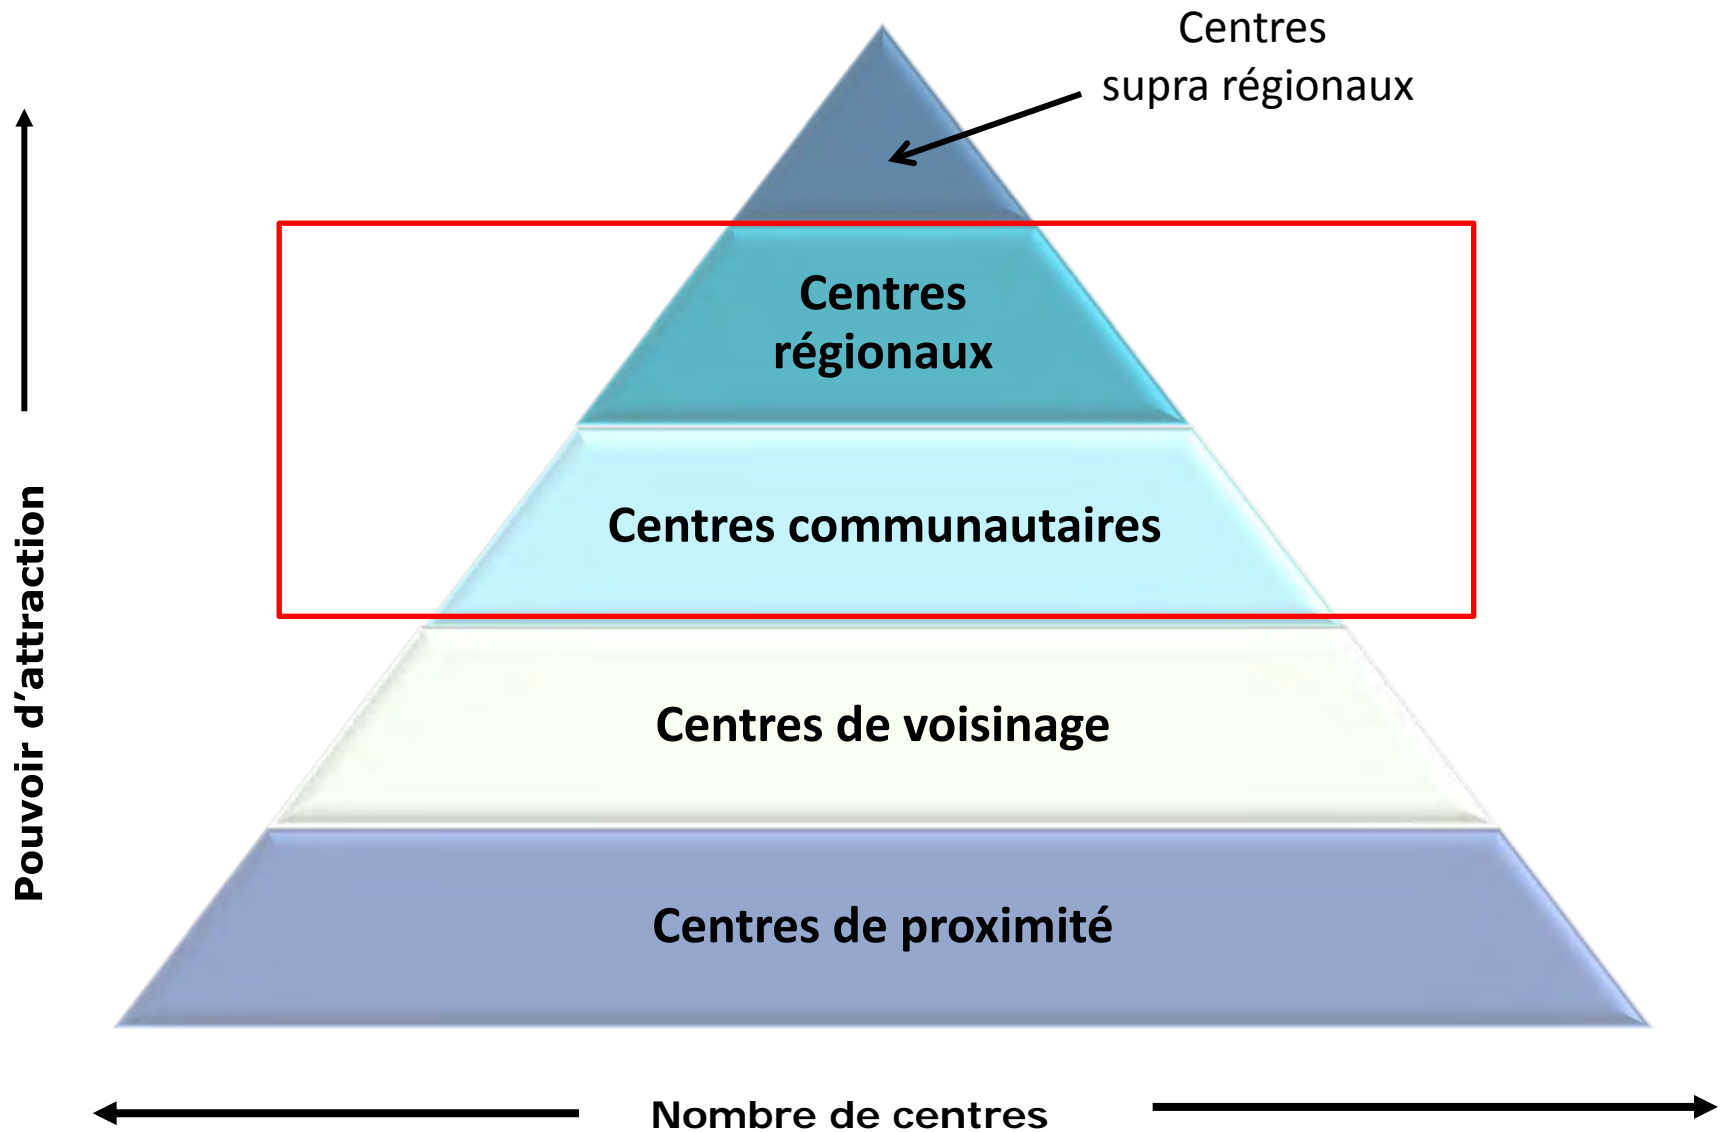 Centres
supra régionaux
Centres
régionaux
Centres communautaires
Centres de voisinage
Centres de proximité
Pouvoir d’attraction
Nombre de centres